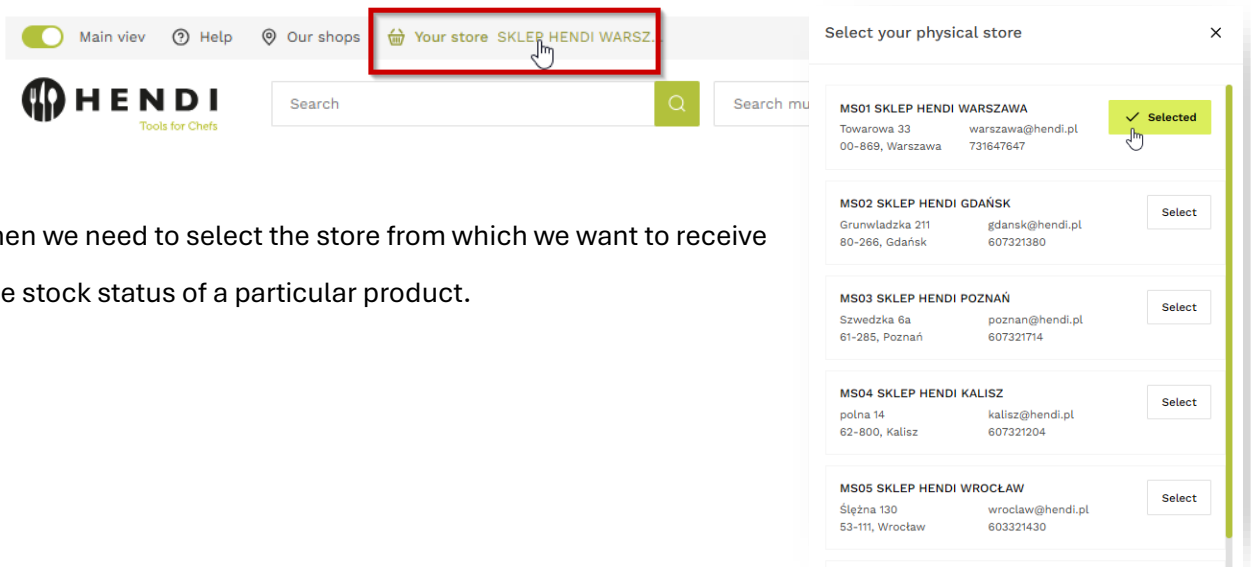 Main viev
Help
Our shops
Your store SKLEP HENDI WARSZ...
HENDI
Tools for Chefs
Search
Search mu
hen we need to select the store from which we want to receive
e stock status of a particular product.
Select your physical store
MS01 SKLEP HENDI WARSZAWA
Towarowa 33 warszawa@hendi.pl
00-869, Warszawa 731647647
Selected
MS02 SKLEP HENDI GDAŃSK
Grunwladzka 211 gdansk@hendi.pl
80-266, Gdańsk 607321380
Select
MS03 SKLEP HENDI POZNAŃ
Szwedzka 6a poznan@hendi.pl
61-285, Poznań 607321714
Select
MS04 SKLEP HENDI KALISZ
polna 14 kalisz@hendi.pl
62-800, Kalisz 607321204
Select
MS05 SKLEP HENDI WROCŁAW
Ślężna 130 wroclaw@hendi.pl
53-111, Wrocław 603321430
Select